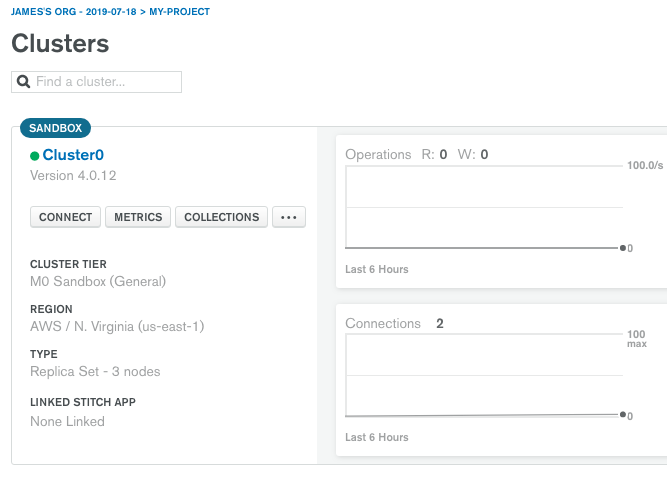 JAMES'S ORG - 2019-07-18 > MY-PROJECT
Clusters
Find a cluster...
SANDBOX
Cluster0
Version 4.0.12
CONNECT METRICS COLLECTIONS ...
CLUSTER TIER
M0 Sandbox (General)
REGION
AWS / N. Virginia (us-east-1)
TYPE
Replica Set - 3 nodes
LINKED STITCH APP
None Linked
Operations R: 0 W: 0
100.0/s
0
Last 6 Hours
Connections 2
100
max
0
Last 6 Hours